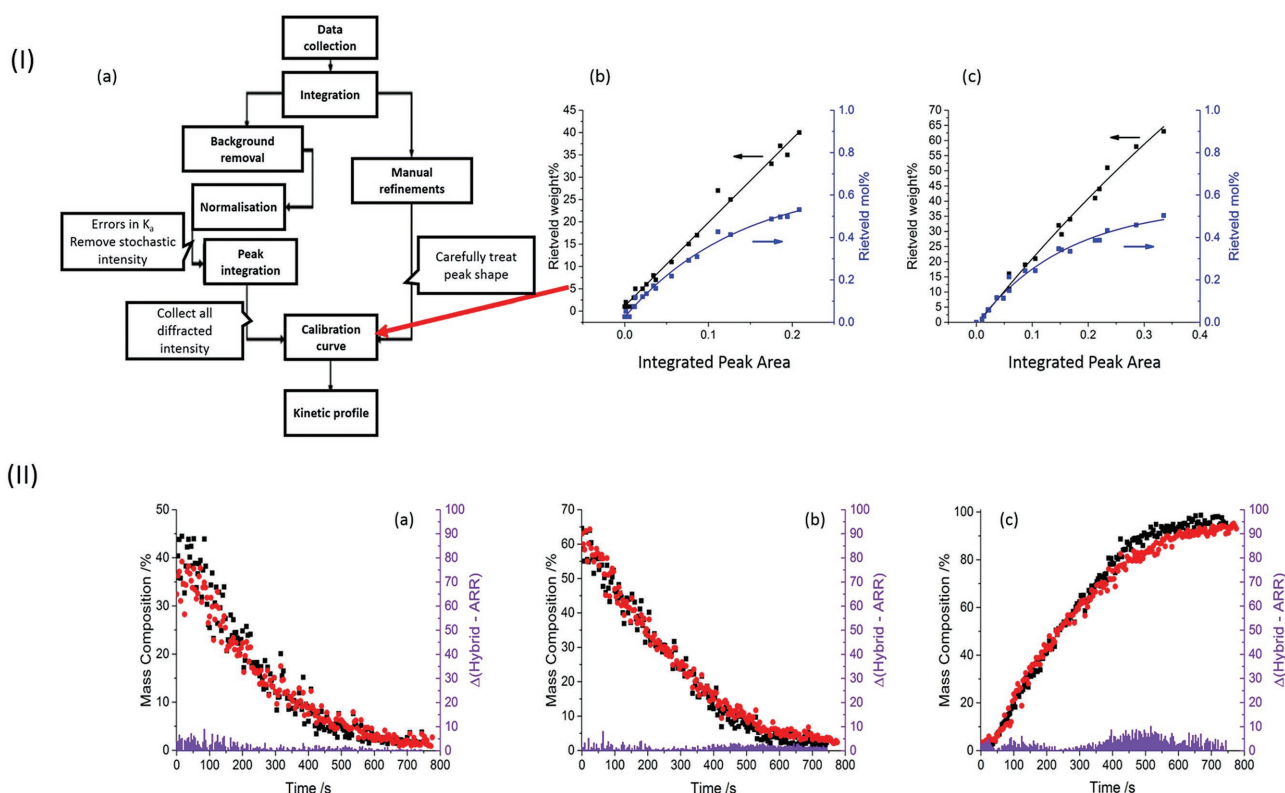 (I)
(a)
Data
collection
Integration
Background
removal
Manual
refinements
Normalisation
Errors in Ka
Remove stochastic
intensity
Peak
integration
Carefully treat
peak shape
Collect all
diffracted
intensity
Calibration
curve
Kinetic profile
(b)
Rietveld weight%
45
40
35
30
25
20
15
10
5
0
0.0
0.1
0.2
Integrated Peak Area
1.0
0.8
0.6
0.4
0.2
0.0
Rietveld mol%
(c)
Rietveld weight%
70
65
60
55
50
45
40
35
30
25
20
15
10
5
0
0.0
0.1
0.2
0.3
0.4
Integrated Peak Area
1.0
0.8
0.6
0.4
0.2
0.0
Rietveld mol%
(II)
(a)
Mass Composition /%
50
40
30
20
10
0
0 100 200 300 400 500 600 700 800
Time /s
100
90
80
70
60
50
40
30
20
10
0
Δ(Hybrid - ARR)
(b)
Mass Composition /%
70
60
50
40
30
20
10
0
0 100 200 300 400 500 600 700 800
Time /s
100
90
80
70
60
50
40
30
20
10
0
Δ(Hybrid - ARR)
(c)
Mass Composition /%
100
80
60
40
20
0 100 200 300 400 500 600 700 800
Time /s
100
90
80
70
60
50
40
30
20
10
0
Δ(Hybrid - ARR)